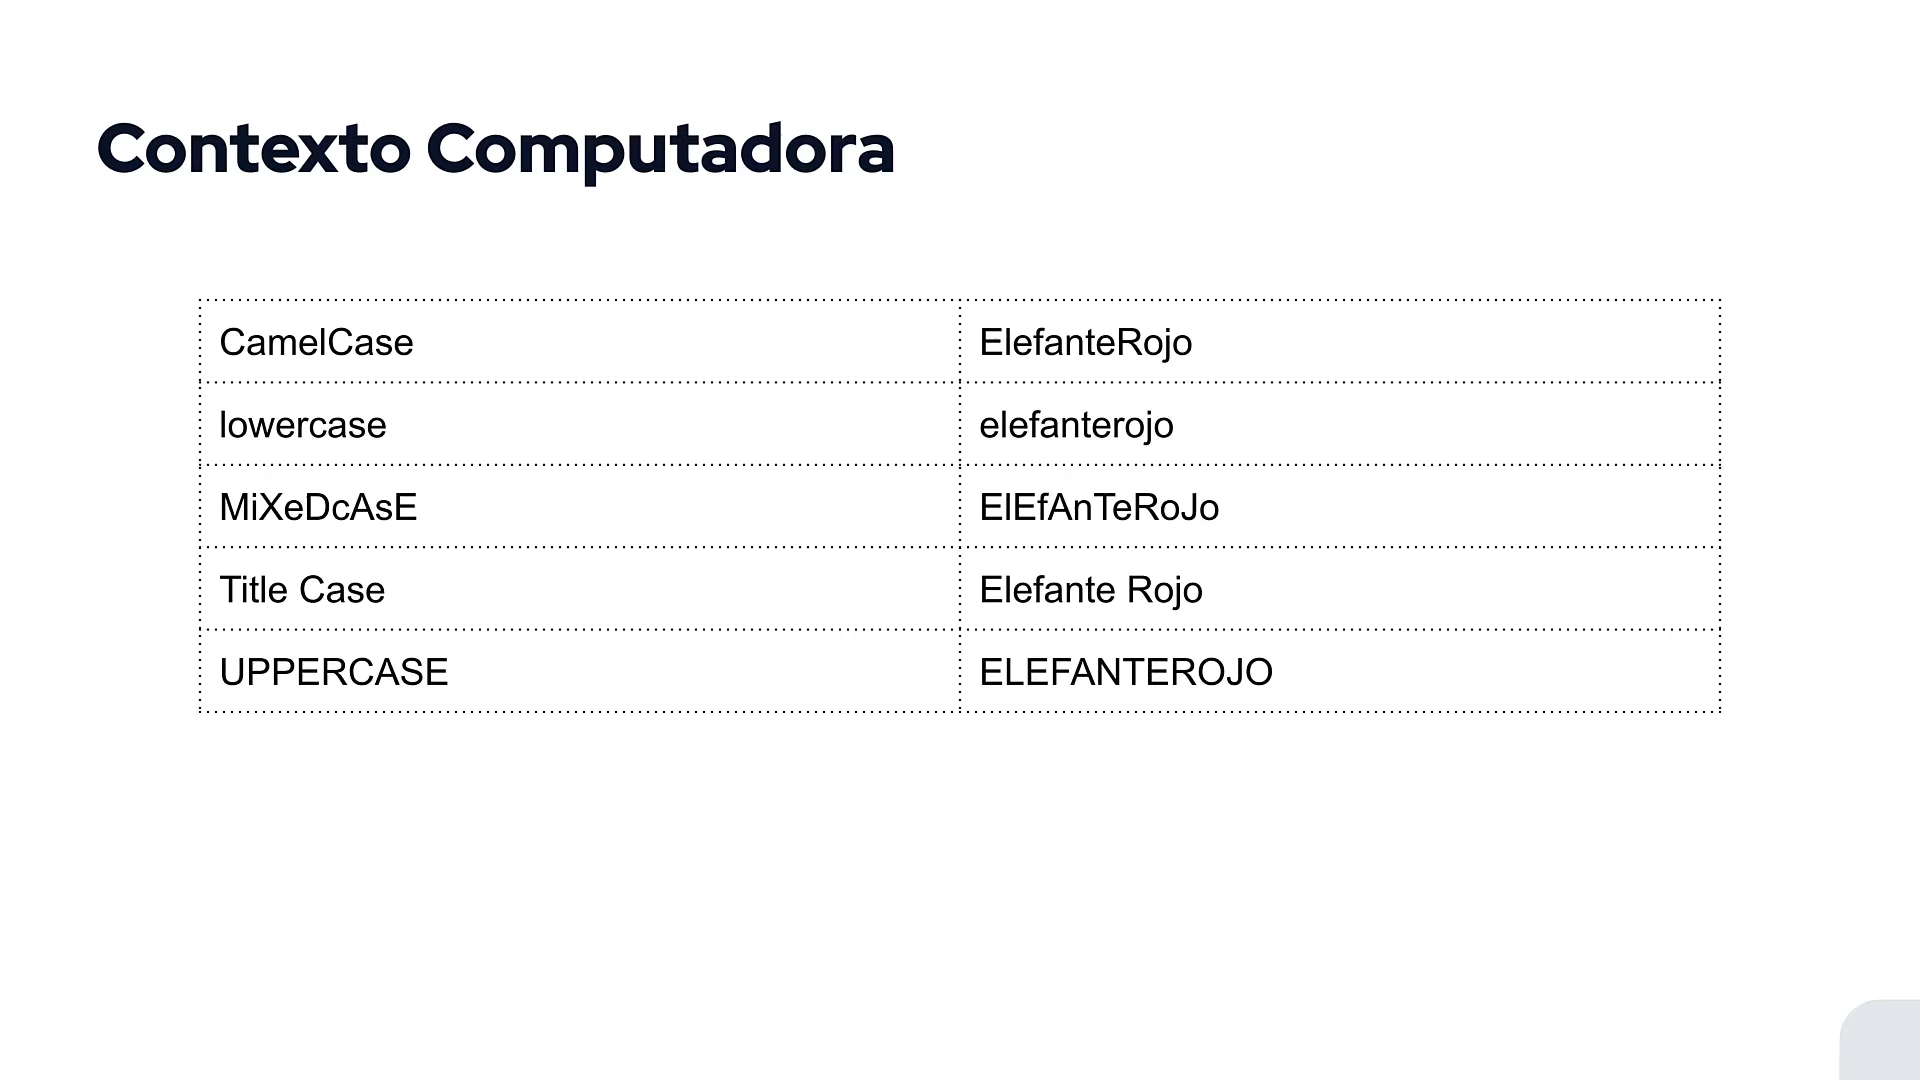 Contexto Computadora
CamelCase ElefanteRojo
lowercase elefanterojo
MiXeDcAsE ElEfAnTeRoJo
Title Case Elefante Rojo
UPPERCASE ELEFANTEROJO